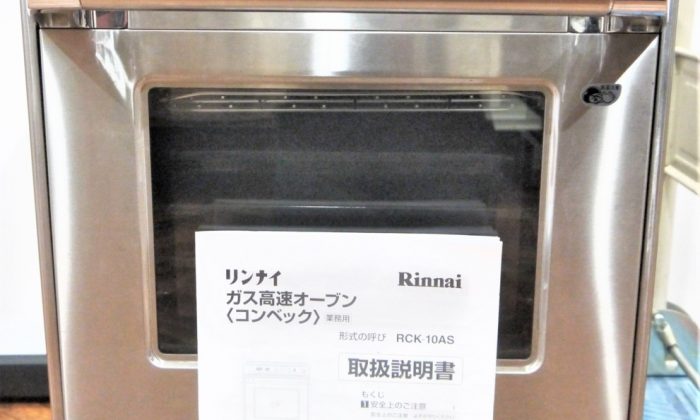 リンナイ Rinnai
ガス高速オーブン
〈コンベック〉業務用
形式の呼び RCK-10AS
取扱説明書
もくじ
1 安全上のご注意